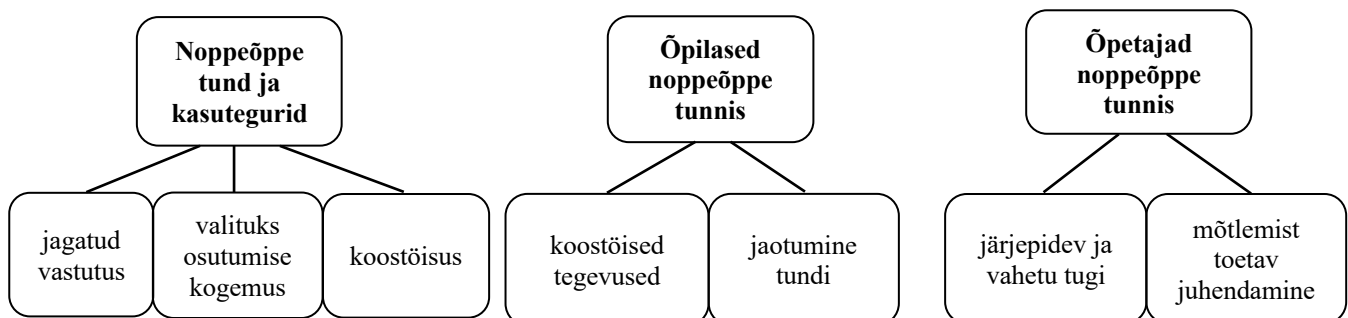 Noppeõppe
tund ja
kasutegurid
jagatud
vastutus
valituks
osutumise
kogemus
koostöisus
Õpilased
noppeõppe
tunnis
koostöised
tegevused
jaotumine
tundi
Õpetajad
noppeõppe
tunnis
järjepidev ja
vahetu tugi
mõtlemist
toetav
juhendamine